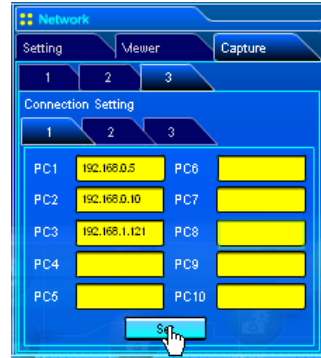 Network
Setting Viewer Capture
1 2 3
Connection Setting
1 2 3
PC1 192.168.0.5 PC6
PC2 192.168.0.10 PC7
PC3 192.168.1.121 PC8
PC4 PC9
PC5 PC10